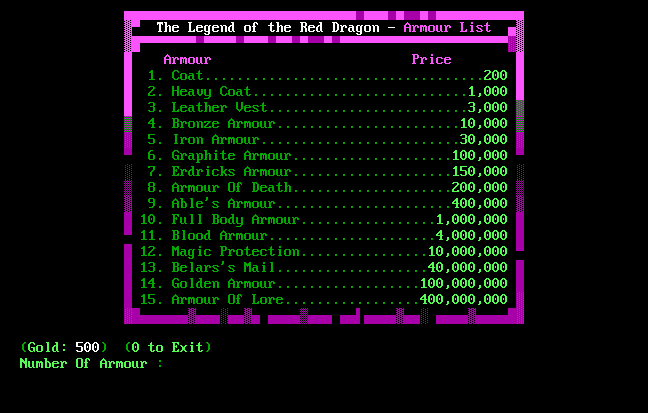 The Legend of the Red Dragon - Armour List
Armour Price
1. Coat...................................200
2. Heavy Coat...........................1,000
3. Leather Vest.........................3,000
4. Bronze Armour.......................10,000
5. Iron Armour.........................30,000
6. Graphite Armour....................100,000
7. Erdricks Armour....................150,000
8. Armour Of Death....................200,000
9. Able's Armour......................400,000
10. Full Body Armour.................1,000,000
11. Blood Armour.....................4,000,000
12. Magic Protection................10,000,000
13. Belars's Mail...................40,000,000
14. Golden Armour..................100,000,000
15. Armour Of Lore.................400,000,000
(Gold: 500) (0 to Exit)
Number Of Armour :